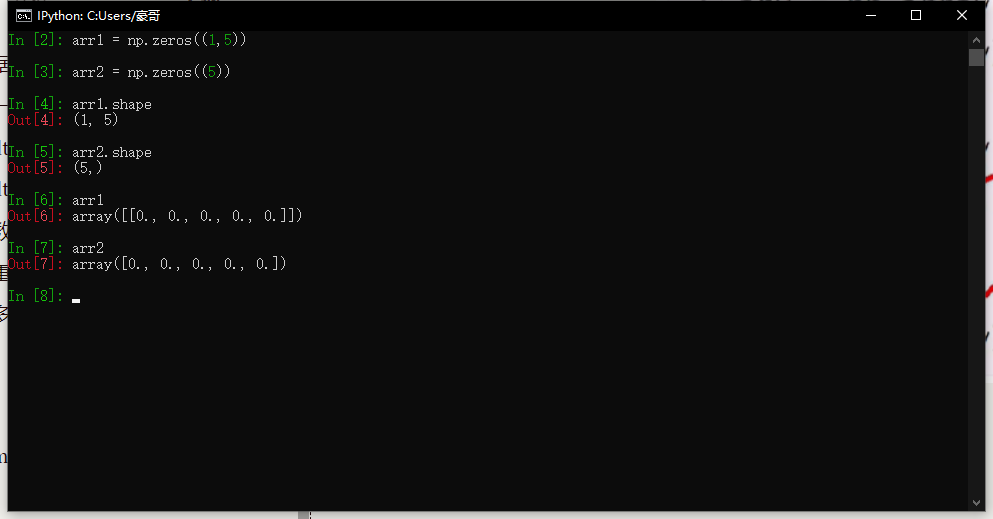 IPython: C:Users/豪哥
In [2]: arr1 = np.zeros((1,5))
In [3]: arr2 = np.zeros((5))
In [4]: arr1.shape
Out[4]: (1, 5)
In [5]: arr2.shape
Out[5]: (5,)
In [6]: arr1
Out[6]: array([[0., 0., 0., 0., 0.]])
In [7]: arr2
Out[7]: array([0., 0., 0., 0., 0.])
In [8]: